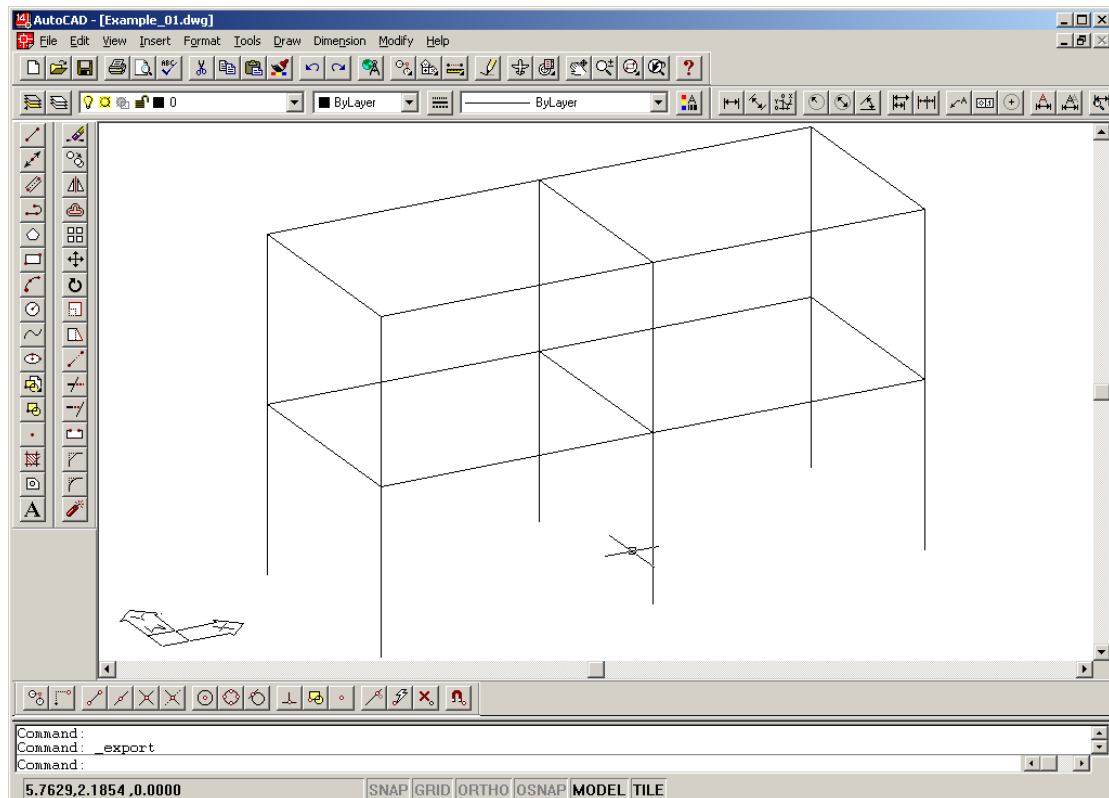 AutoCAD - [Example_01.dwg]
File Edit View Insert Format Tools Draw Dimension Modify Help
ABC ?
0 ByLayer ByLayer
A
Command:
Command: _export
Command:
5.7629,2.1854 ,0.0000 SNAP GRID ORTHO OSNAP MODEL TILE